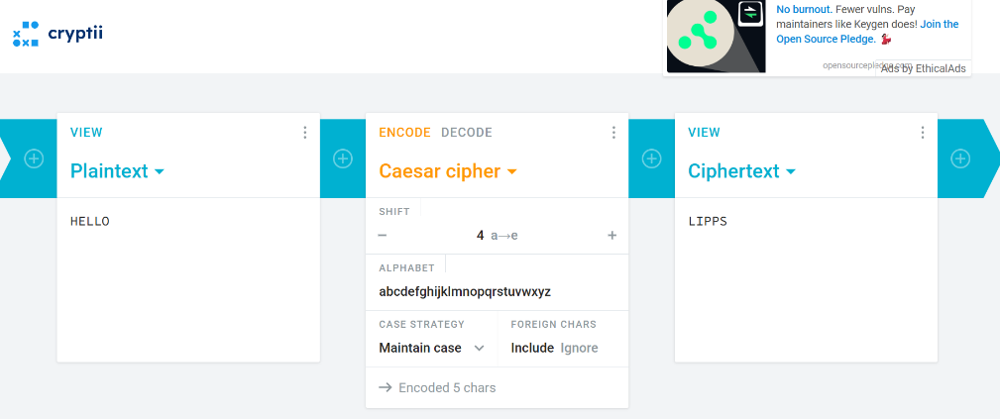 cryptii
No burnout. Fewer vulns. Pay
maintainers like Keygen does! Join the
Open Source Pledge.
opensourcepledge.com
Ads by EthicalAds
VIEW
Plaintext
HELLO
ENCODE DECODE
Caesar cipher
SHIFT
− 4 a→e +
ALPHABET
abcdefghijklmnopqrstuvwxyz
CASE STRATEGY
Maintain case
FOREIGN CHARS
Include Ignore
→ Encoded 5 chars
VIEW
Ciphertext
LIPPS